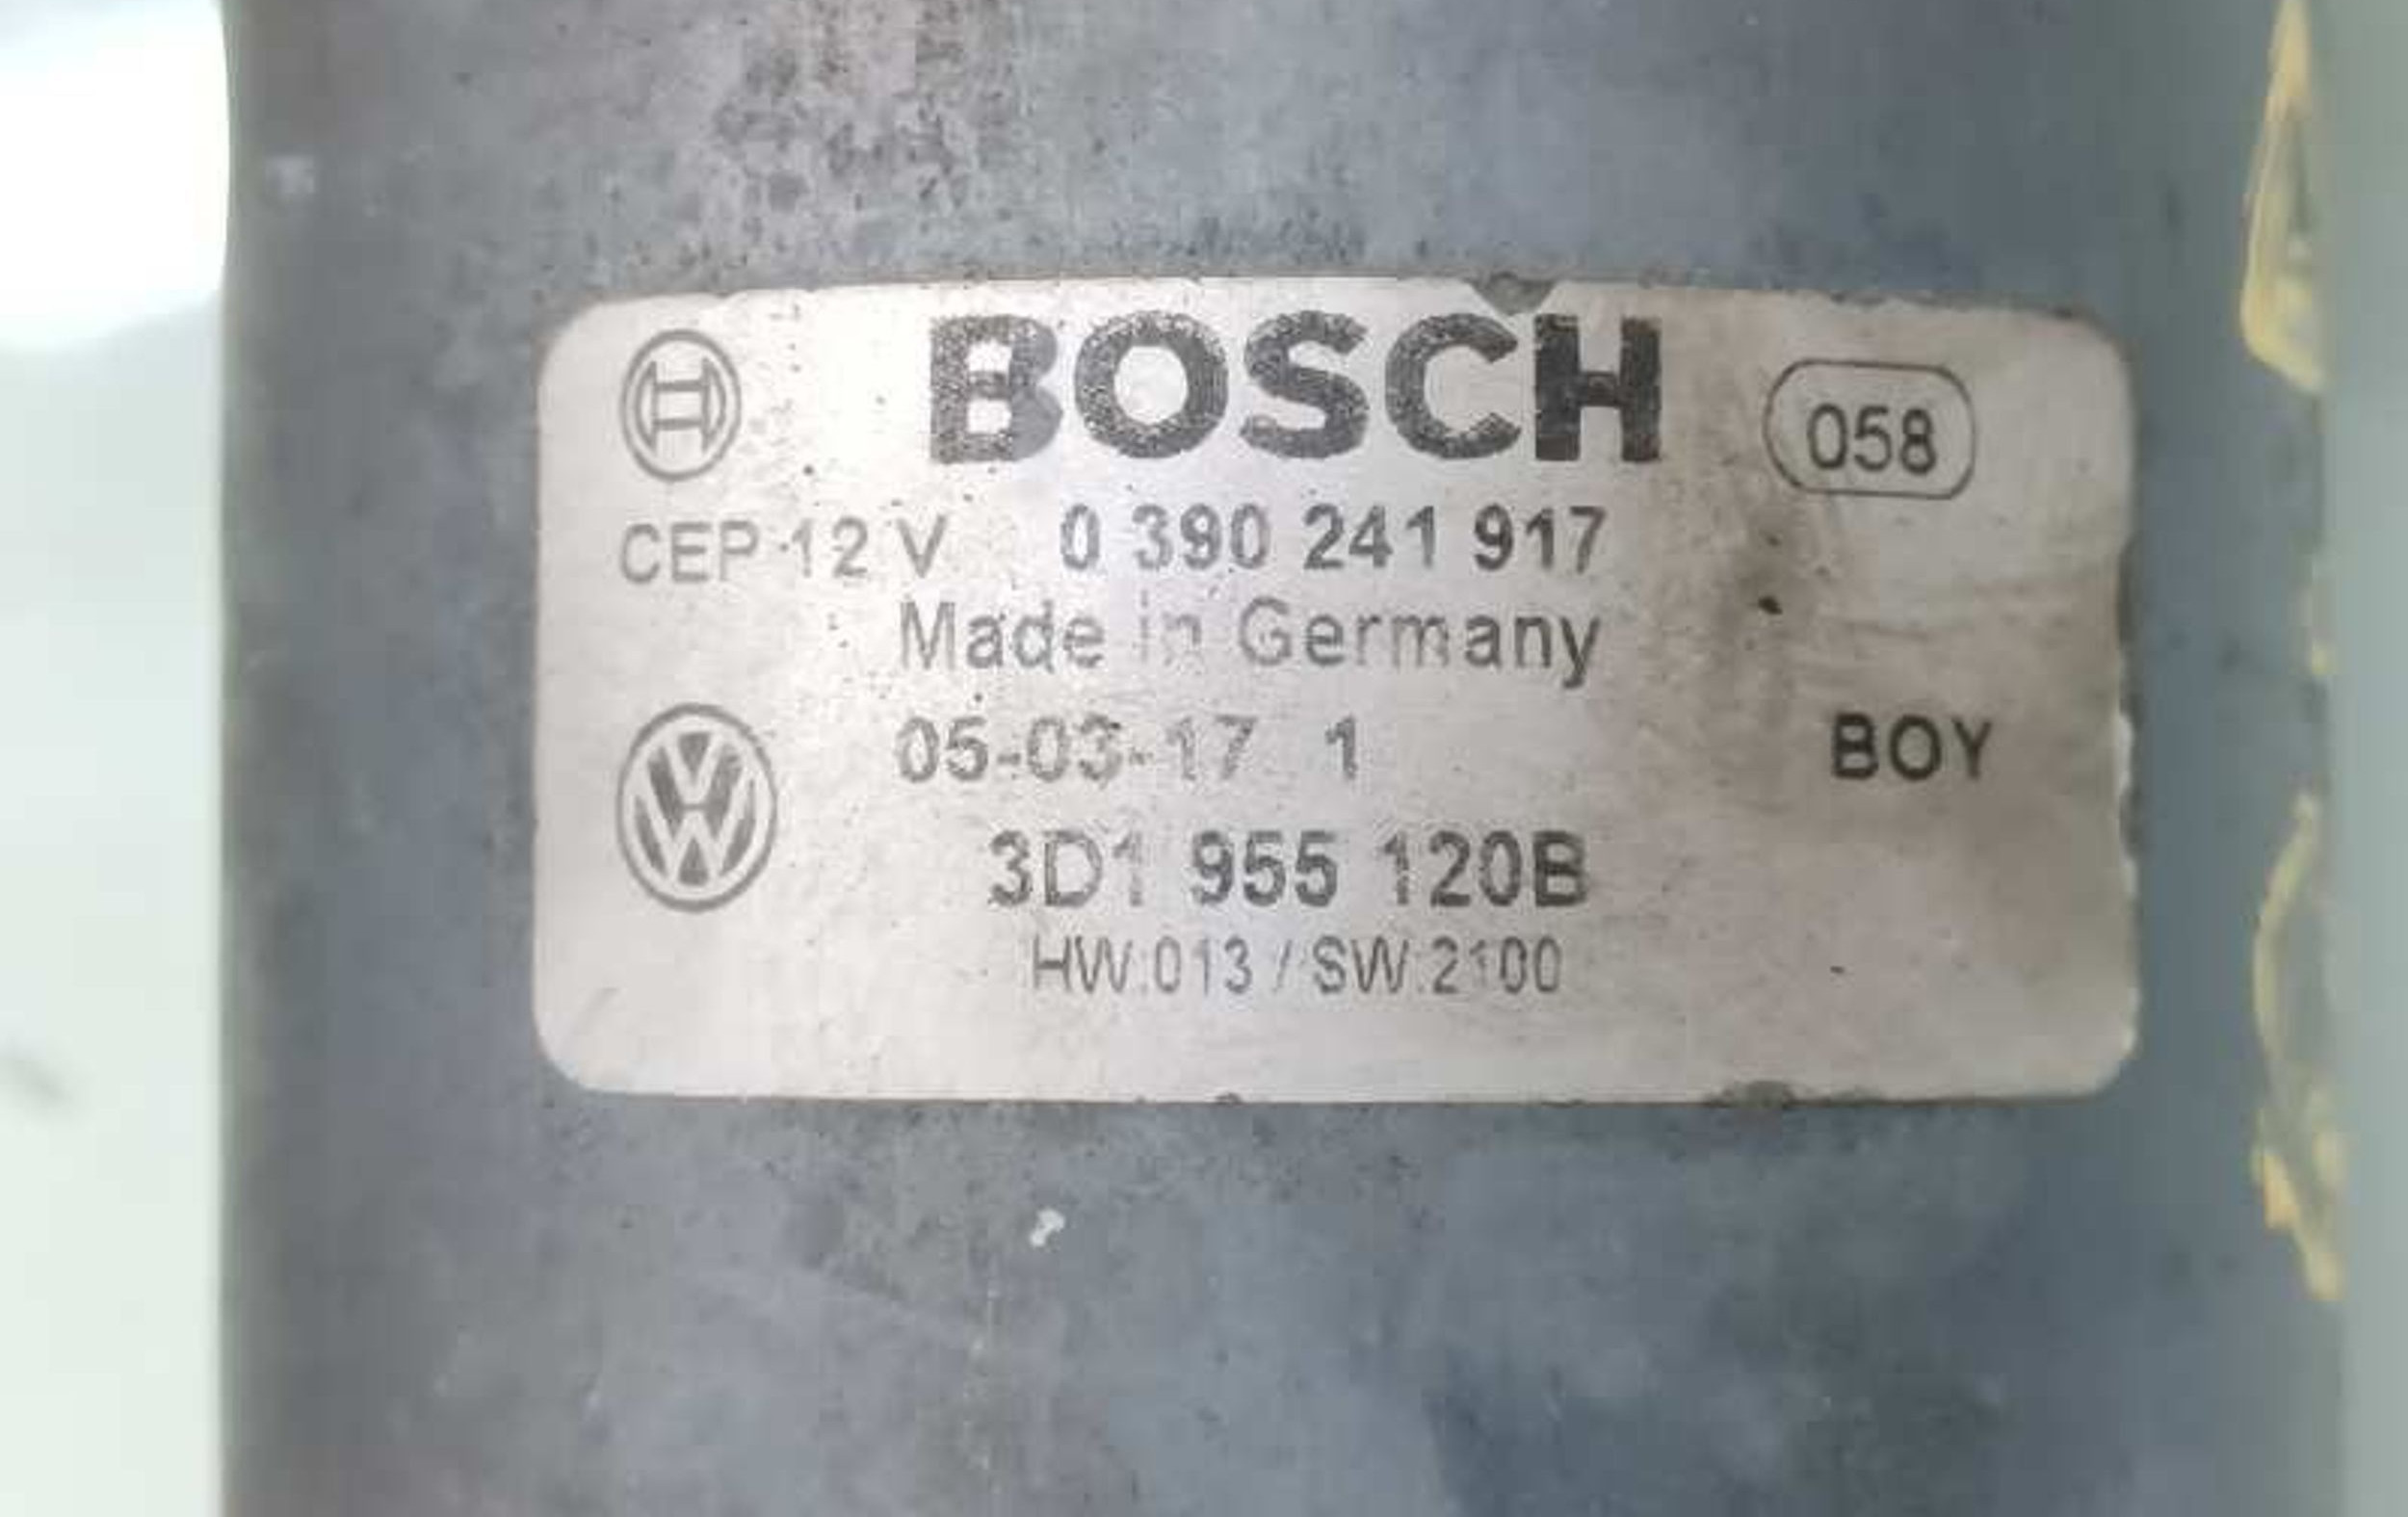 BOSCH 058
CEP 12 V 0 390 241 917
Made in Germany
05-03-17 1 BOY
3D1 955 120B
HW:013 / SW:2100